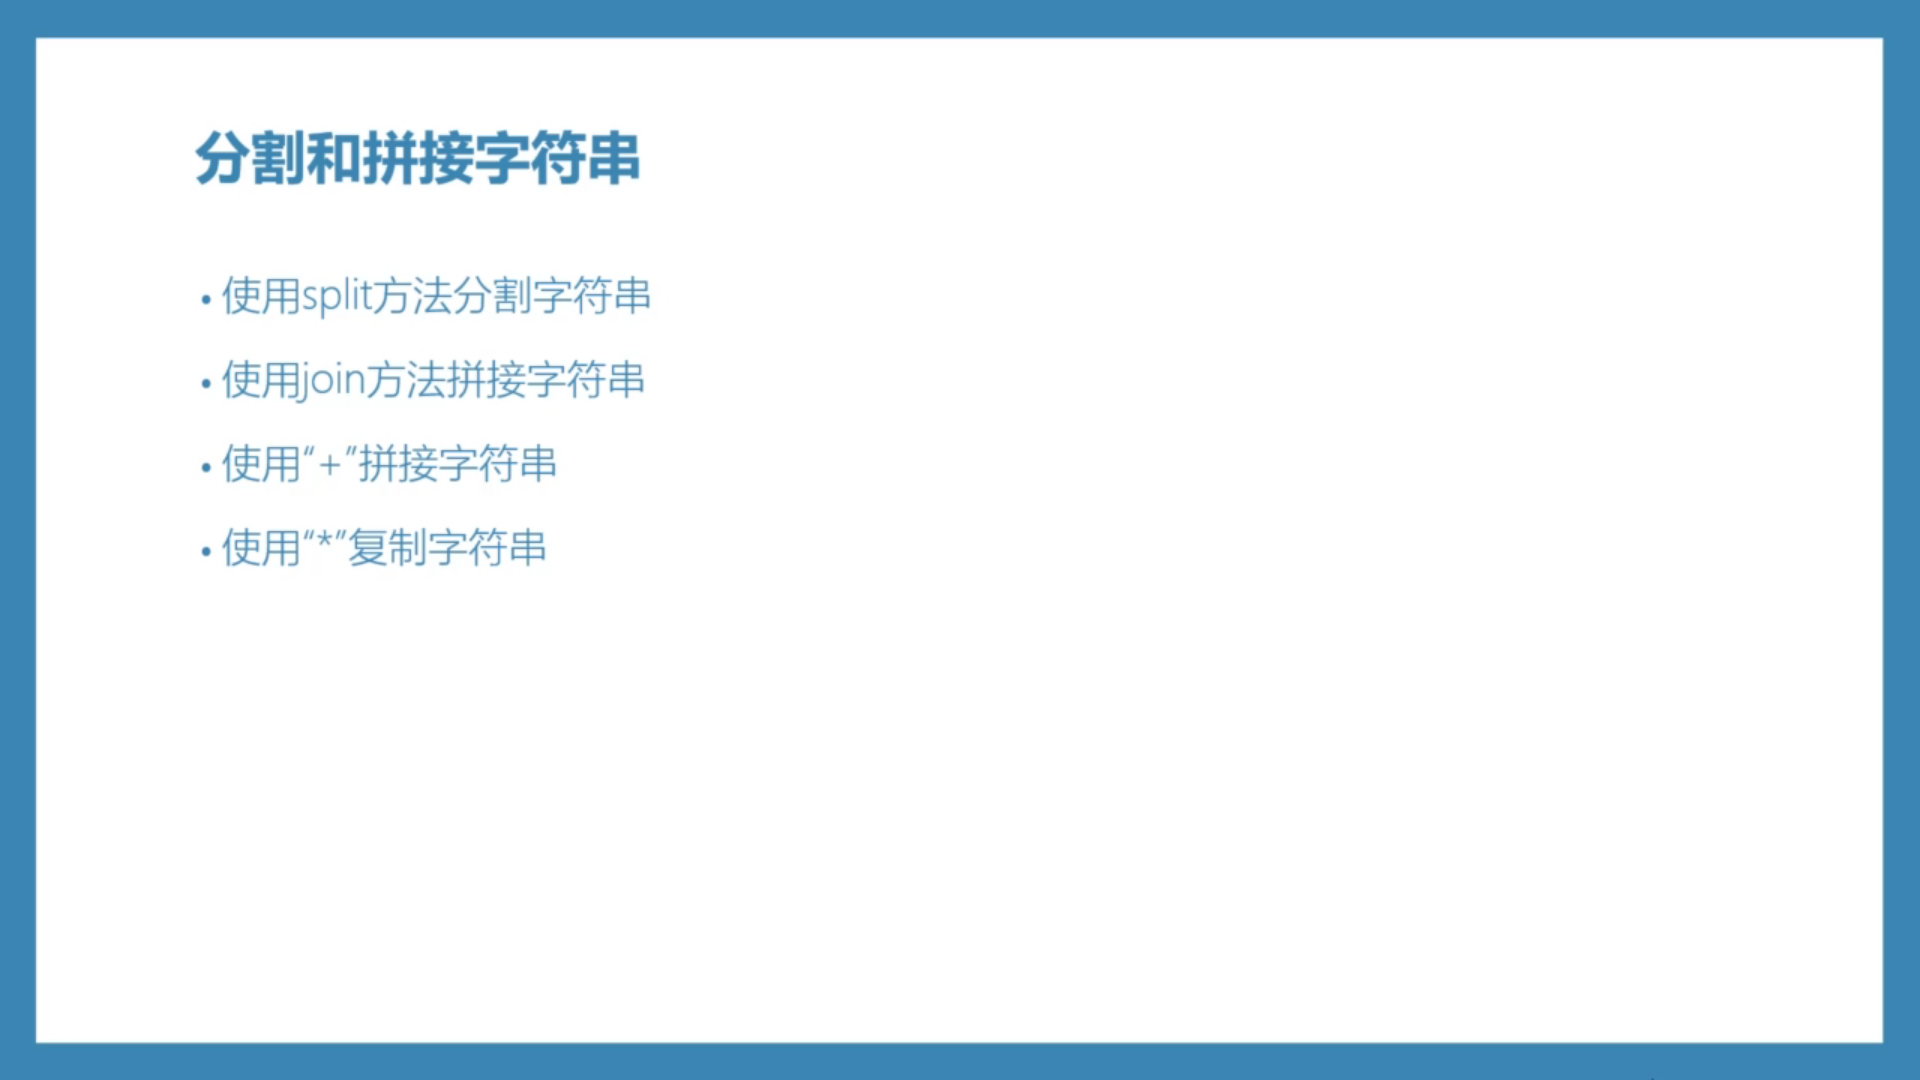 分割和拼接字符串
• 使用split方法分割字符串
• 使用join方法拼接字符串
• 使用“+”拼接字符串
• 使用“*”复制字符串